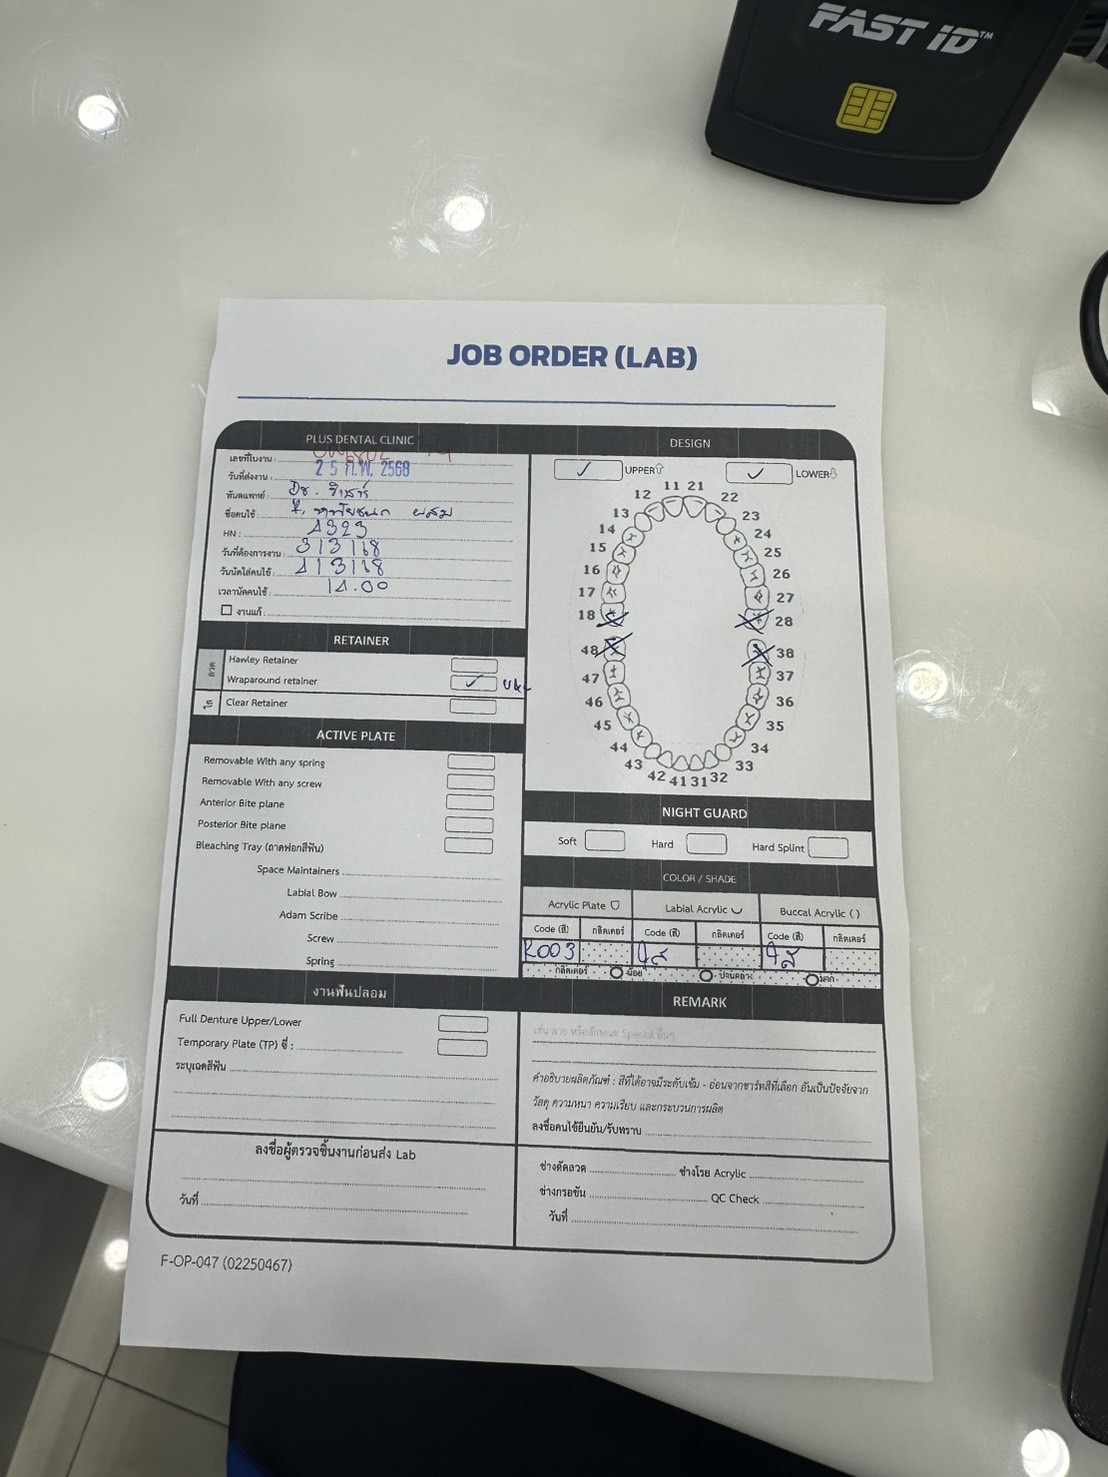 FAST iD™
JOB ORDER (LAB)
PLUS DENTAL CLINIC
เลขที่ใบงาน :
วันที่ส่งงาน : 25 ก.พ. 2568
ทันตแพทย์ :
ชื่อคนไข้ :
HN : 4323
วันที่ต้องการงาน : 3/3/68
วันนัดใส่คนไข้ : 4/3/68
เวลานัดคนไข้ : 14.00
งานแก้ :
RETAINER
ลวด
Hawley Retainer
Wraparound retainer ✓
ใส
Clear Retainer
ACTIVE PLATE
Removable With any spring
Removable With any screw
Anterior Bite plane
Posterior Bite plane
Bleaching Tray (ถาดฟอกสีฟัน)
Space Maintainers
Labial Bow
Adam Scribe
Screw
Spring
งานฟันปลอม
Full Denture Upper/Lower
Temporary Plate (TP) ซี่ :
ระบุเฉดสีฟัน
ลงชื่อผู้ตรวจชิ้นงานก่อนส่ง Lab
วันที่
DESIGN
✓ UPPER ✓ LOWER
11 21
12 22
13 23
14 24
15 25
16 26
17 27
18 28
48 38
47 37
46 36
45 35
44 34
43 33
42 41 31 32
NIGHT GUARD
Soft Hard Hard Splint
COLOR / SHADE
Acrylic Plate Labial Acrylic Buccal Acrylic ( )
Code (สี) กลิตเตอร์ Code (สี) กลิตเตอร์ Code (สี) กลิตเตอร์
R003 ใส ใส
กลิตเตอร์ น้อย ปานกลาง มาก
REMARK
เช่น ลาย หรือลักษณะ Special อื่นๆ
คำอธิบายผลิตภัณฑ์ : สีที่ได้อาจมีระดับเข้ม - อ่อนจากชาร์ทสีที่เลือก อันเป็นปัจจัยจาก
วัสดุ ความหนา ความเรียบ และกระบวนการผลิต
ลงชื่อคนไข้ยืนยัน/รับทราบ
ช่างดัดลวด ช่างโรย Acrylic
ช่างกรอขัน QC Check
วันที่
F-OP-047 (02250467)